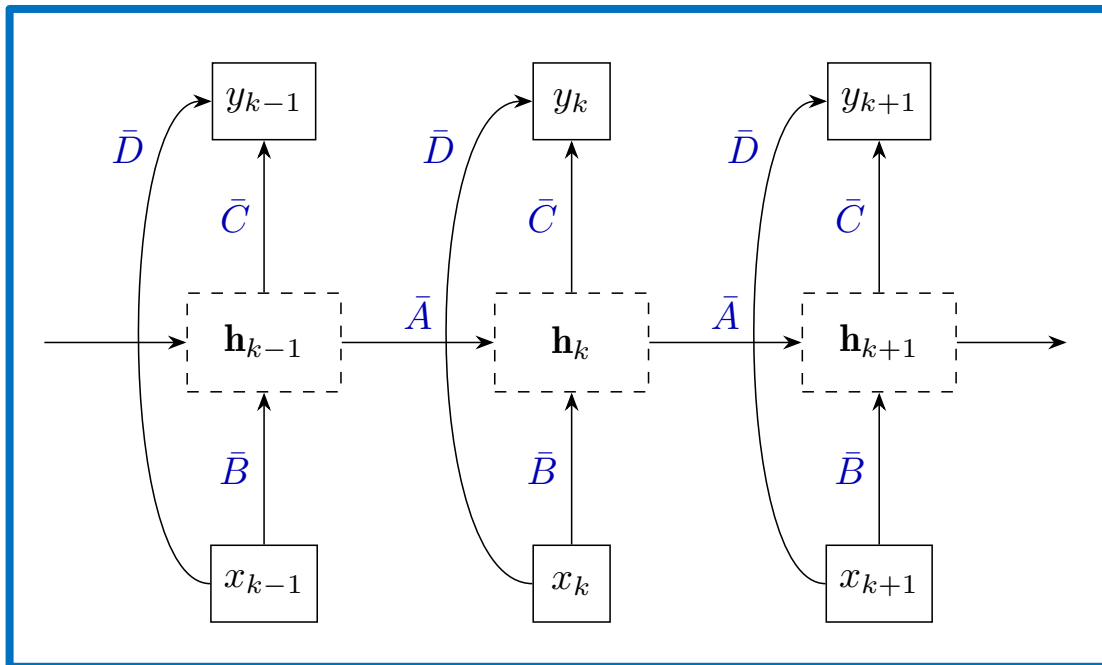 y_{k−1} y_k y_{k+1}
D̄ D̄ D̄
C̄ C̄ C̄
Ā Ā
h_{k−1} h_k h_{k+1}
B̄ B̄ B̄
x_{k−1} x_k x_{k+1}